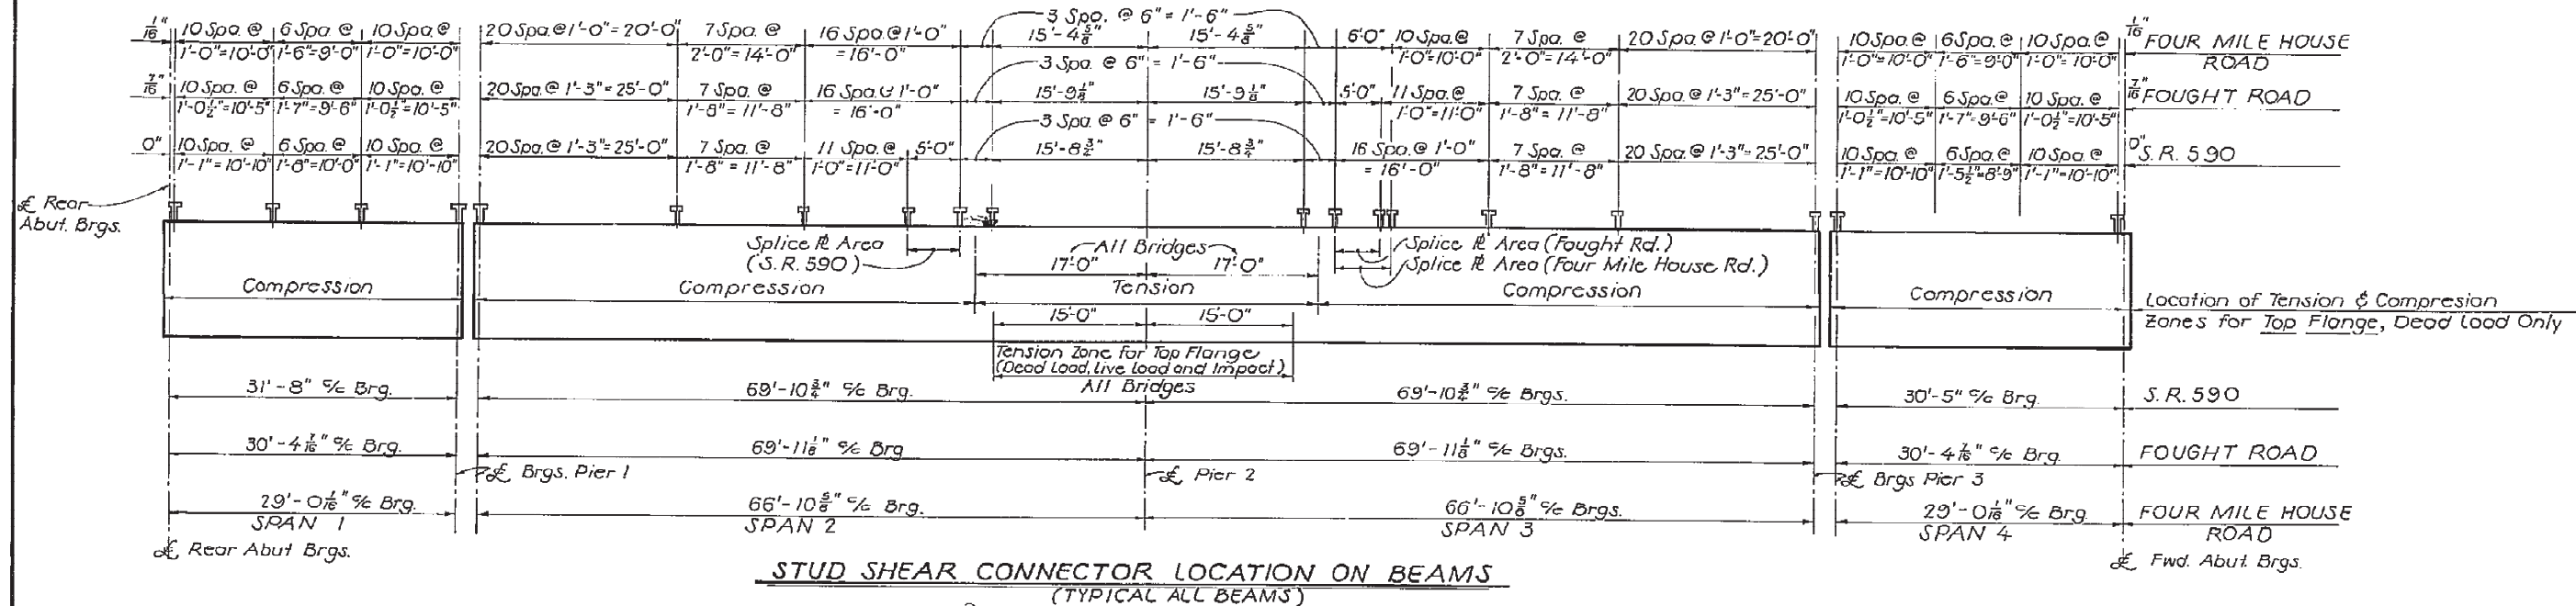 1/16" 10 Spa. @ 6 Spa. @ 10 Spa. @ 20 Spa. @ 1'-0" = 20'-0" 7 Spa. @ 16 Spa. @ 1'-0" 3 Spa. @ 6" = 1'-6" 15'-4 5/8" 15'-4 5/8" 6'-0" 10 Spa. @ 7 Spa. @ 20 Spa. @ 1'-0" = 20'-0" 10 Spa. @ 6 Spa. @ 10 Spa. @ 1/16" FOUR MILE HOUSE
1'-0" = 10'-0" 1'-6" = 9'-0" 1'-0" = 10'-0" 2'-0" = 14'-0" = 16'-0" 1'-0" = 10'-0" 2'-0" = 14'-0" 1'-0" = 10'-0" 1'-6" = 9'-0" 1'-0" = 10'-0" ROAD
3 Spa. @ 6" = 1'-6"
7/16" 10 Spa. @ 6 Spa. @ 10 Spa. @ 20 Spa. @ 1'-3" = 25'-0" 7 Spa. @ 16 Spa. @ 1'-0" 15'-9 1/8" 15'-9 1/8" 5'-0" 11 Spa. @ 7 Spa. @ 20 Spa. @ 1'-3" = 25'-0" 10 Spa. @ 6 Spa. @ 10 Spa. @ 7/16" FOUGHT ROAD
1'-0 1/2" = 10'-5" 1'-7" = 9'-6" 1'-0 1/2" = 10'-5" 1'-8" = 11'-8" = 16'-0" 1'-0" = 11'-0" 1'-8" = 11'-8" 1'-0 1/2" = 10'-5" 1'-7" = 9'-6" 1'-0 1/2" = 10'-5"
3 Spa. @ 6" = 1'-6"
0" 10 Spa. @ 6 Spa. @ 10 Spa. @ 20 Spa. @ 1'-3" = 25'-0" 7 Spa. @ 11 Spa. @ 5'-0" 15'-8 3/4" 15'-8 3/4" 16 Spa. @ 1'-0" 7 Spa. @ 20 Spa. @ 1'-3" = 25'-0" 10 Spa. @ 6 Spa. @ 10 Spa. @ 0" S.R. 590
1'-1" = 10'-10" 1'-8" = 10'-0" 1'-1" = 10'-10" 1'-8" = 11'-8" 1'-0" = 11'-0" = 16'-0" 1'-8" = 11'-8" 1'-1" = 10'-10" 1'-5 1/2" = 8'-9" 1'-1" = 10'-10"
℄ Rear
Abut. Brgs.
Splice ℞ Area
(S.R. 590)
All Bridges
17'-0" 17'-0"
Splice ℞ Area (Fought Rd.)
Splice ℞ Area (Four Mile House Rd.)
Compression Compression Tension Compression Compression
15'-0" 15'-0"
Location of Tension & Compresion
Zones for Top Flange, Dead Load Only
Tension Zone for Top Flange
(Dead Load, live load and Impact)
All Bridges
31'-8" c/c Brg. 69'-10 3/4" c/c Brg. 69'-10 3/4" c/c Brgs. 30'-5" c/c Brg. S.R. 590
30'-4 7/16" c/c Brg. 69'-11 1/8" c/c Brg 69'-11 1/8" c/c Brgs. 30'-4 7/16" c/c Brg. FOUGHT ROAD
℄ Brgs. Pier 1 ℄ Pier 2 ℄ Brgs Pier 3
29'-0 1/16" c/c Brg. 66'-10 5/8" c/c Brg. 66'-10 5/8" c/c Brgs. 29'-0 1/16" c/c Brg FOUR MILE HOUSE
SPAN 1 SPAN 2 SPAN 3 SPAN 4 ROAD
℄ Rear Abut Brgs. ℄ Fwd. Abut. Brgs.
STUD SHEAR CONNECTOR LOCATION ON BEAMS
(TYPICAL ALL BEAMS)